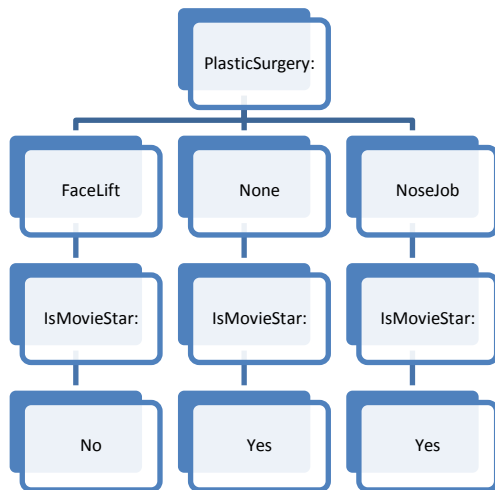 PlasticSurgery:
FaceLift
None
NoseJob
IsMovieStar:
IsMovieStar:
IsMovieStar:
No
Yes
Yes